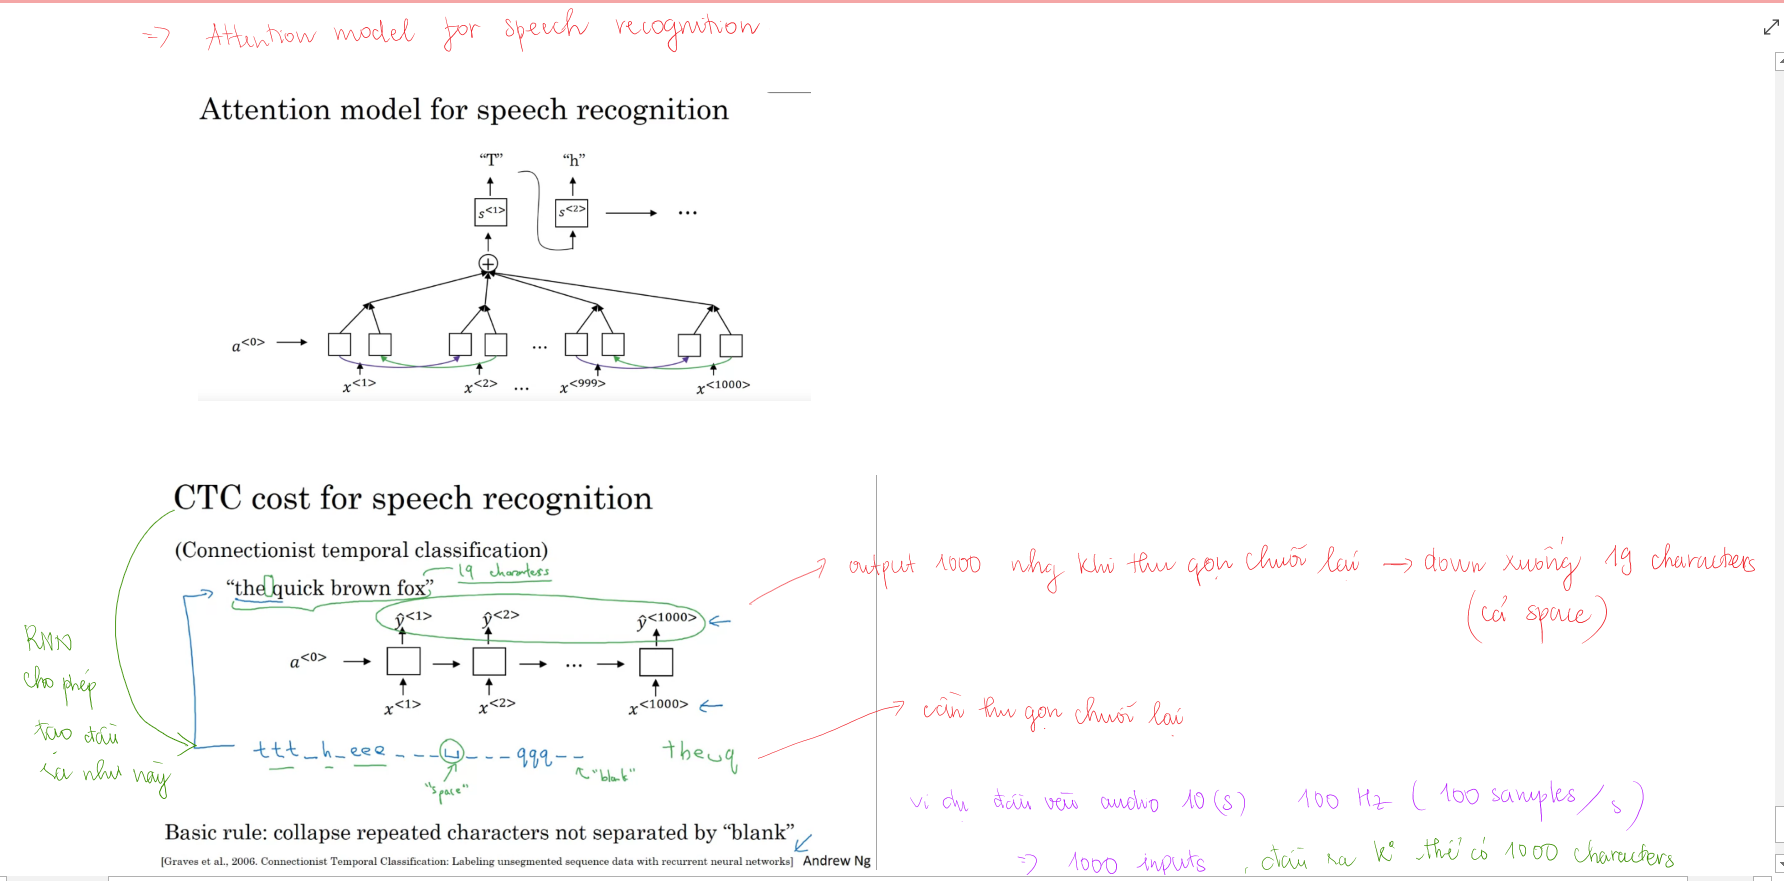 => Attention model for speech recognition
Attention model for speech recognition
“T” “h”
s<1> s<2> ...
+
a<0> ...
x<1> x<2> ... x<999> x<1000>
CTC cost for speech recognition
(Connectionist temporal classification)
19 characters
“the quick brown fox”
ŷ<1> ŷ<2> ŷ<1000>
a<0> ...
x<1> x<2> x<1000>
ttt_h_eee___␣___qqq__ the␣q
“space” “blank”
Basic rule: collapse repeated characters not separated by “blank”
[Graves et al., 2006. Connectionist Temporal Classification: Labeling unsegmented sequence data with recurrent neural networks] Andrew Ng
RNN
cho phép
tạo đầu
ra như này
output 1000 nhg khi thu gọn chuỗi lại → down xuống 19 characters
(cả space)
cần thu gọn chuỗi lại
ví dụ đầu vào audio 10(s) 100 Hz (100 samples/s)
=> 1000 inputs, đầu ra k° thể có 1000 characters